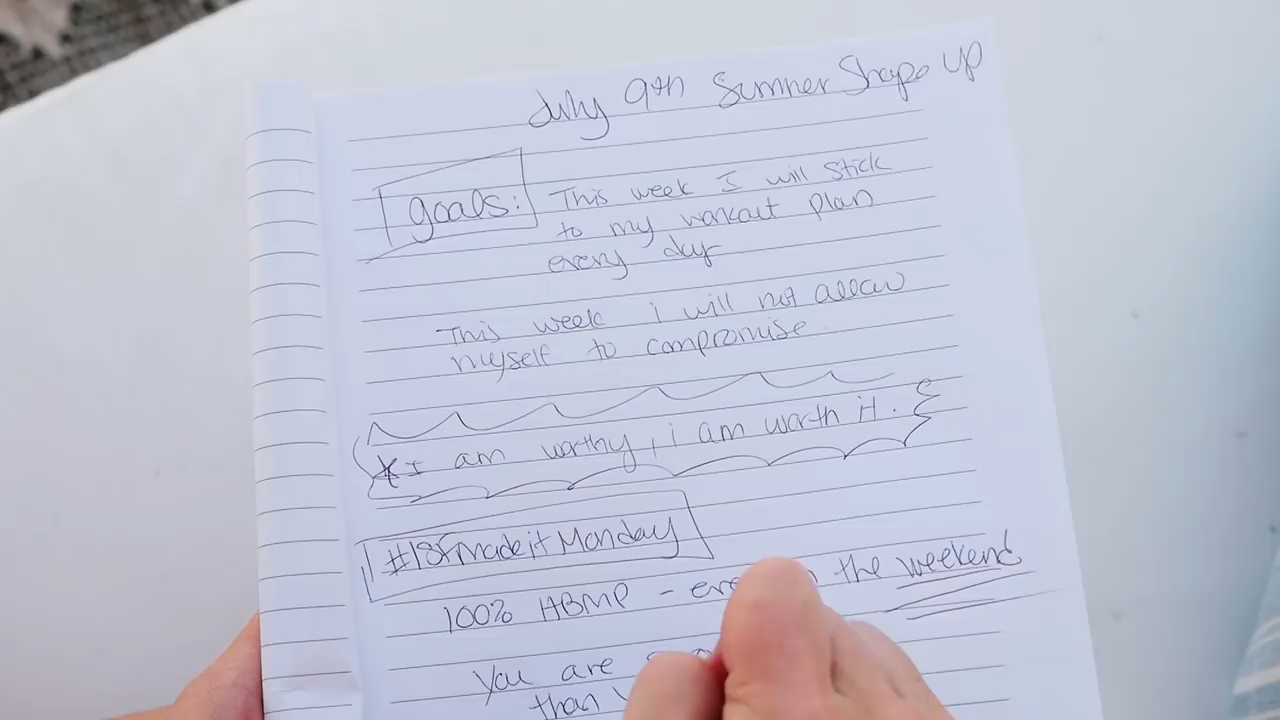 July 9th Summer Shape up
goals: This week I will stick
to my workout plan
every day
This week i will not allow
myself to compromise.
*I am worthy, i am worth it.
#ISFmadeitMonday
100% HBMP - the weekend
You are
than